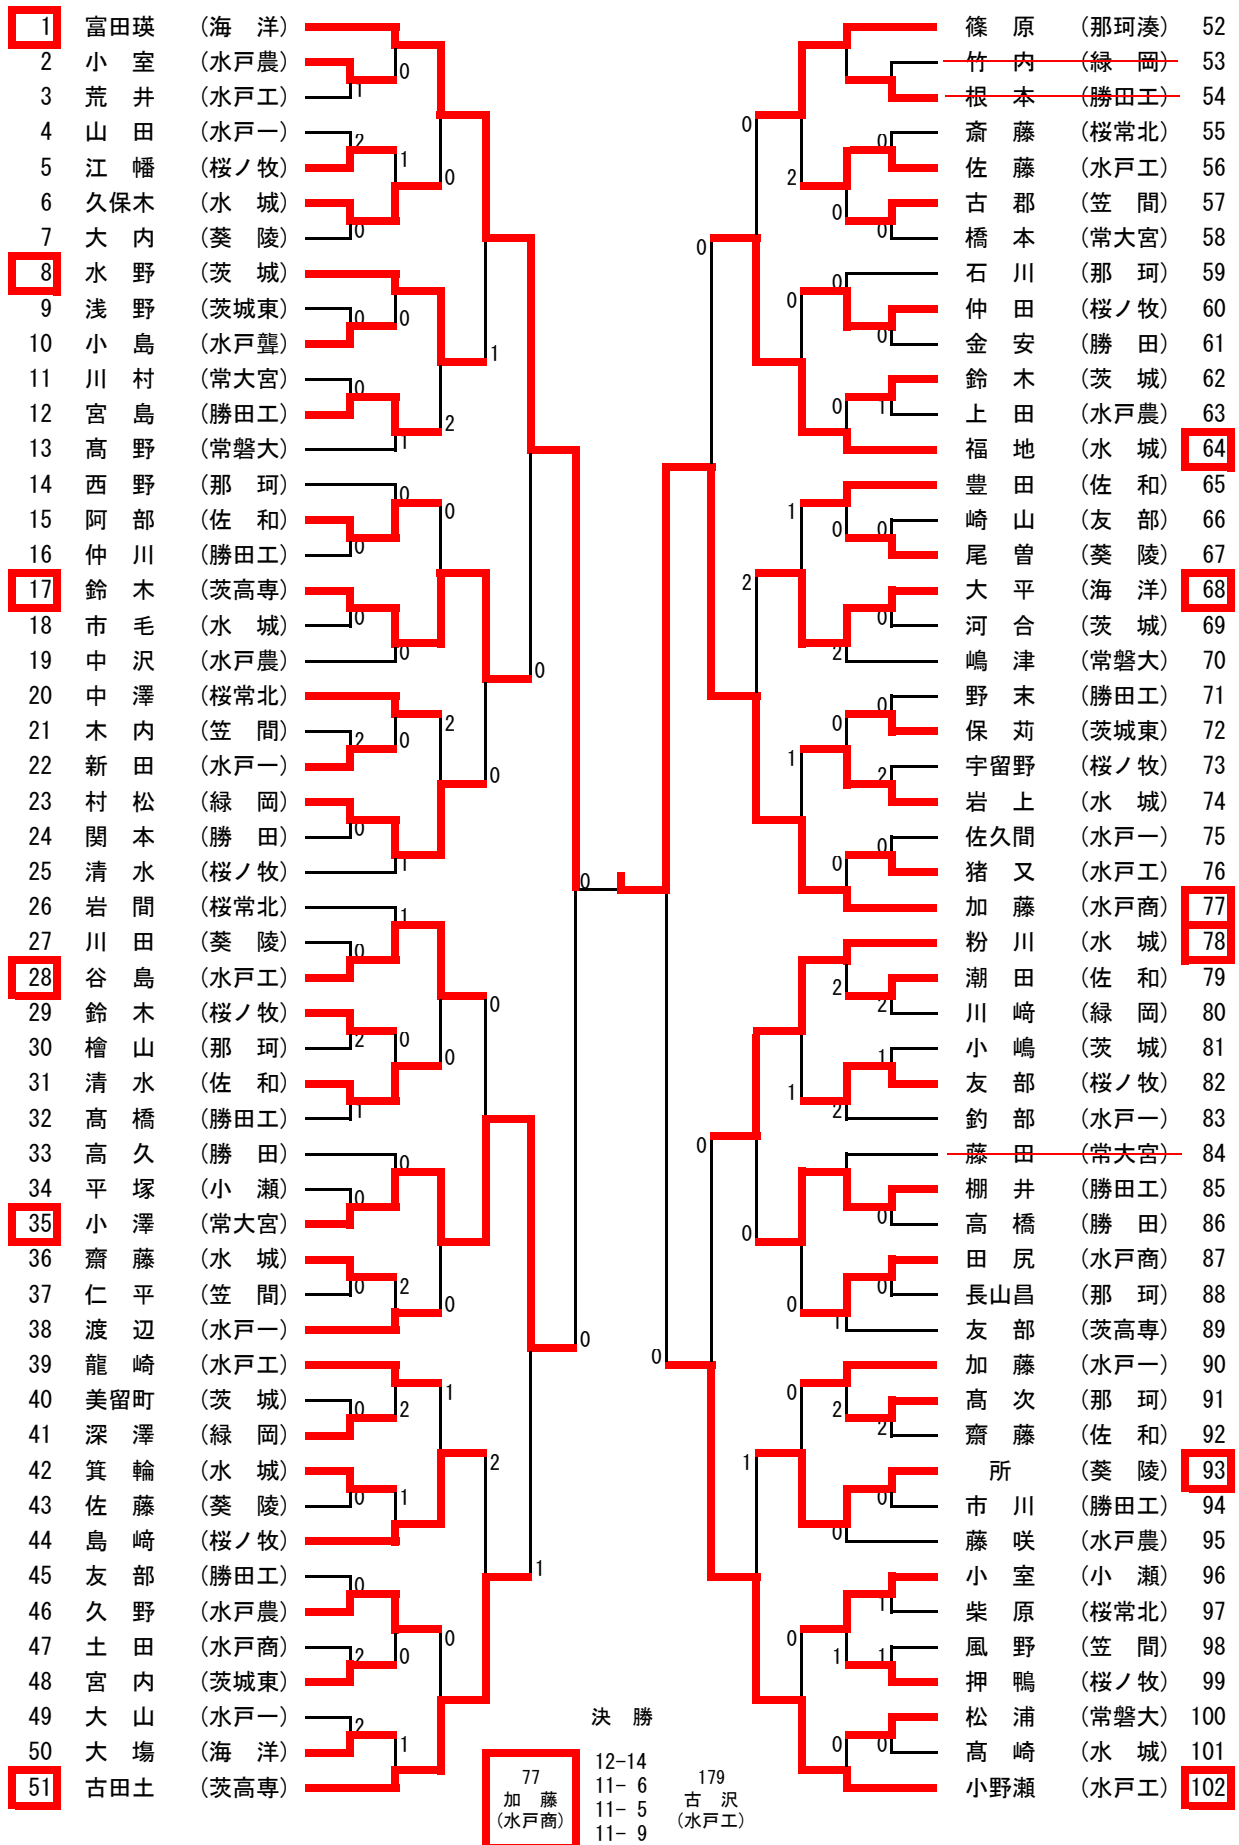 1 富田瑛 (海 洋)
2 小 室 (水戸農)
3 荒 井 (水戸工)
4 山 田 (水戸一)
5 江 幡 (桜ノ牧)
6 久保木 (水 城)
7 大 内 (葵 陵)
8 水 野 (茨 城)
9 浅 野 (茨城東)
10 小 島 (水戸聾)
11 川 村 (常大宮)
12 宮 島 (勝田工)
13 髙 野 (常磐大)
14 西 野 (那 珂)
15 阿 部 (佐 和)
16 仲 川 (勝田工)
17 鈴 木 (茨高専)
18 市 毛 (水 城)
19 中 沢 (水戸農)
20 中 澤 (桜常北)
21 木 内 (笠 間)
22 新 田 (水戸一)
23 村 松 (緑 岡)
24 関 本 (勝 田)
25 清 水 (桜ノ牧)
26 岩 間 (桜常北)
27 川 田 (葵 陵)
28 谷 島 (水戸工)
29 鈴 木 (桜ノ牧)
30 檜 山 (那 珂)
31 清 水 (佐 和)
32 髙 橋 (勝田工)
33 高 久 (勝 田)
34 平 塚 (小 瀬)
35 小 澤 (常大宮)
36 齋 藤 (水 城)
37 仁 平 (笠 間)
38 渡 辺 (水戸一)
39 龍 崎 (水戸工)
40 美留町 (茨 城)
41 深 澤 (緑 岡)
42 箕 輪 (水 城)
43 佐 藤 (葵 陵)
44 島 﨑 (桜ノ牧)
45 友 部 (勝田工)
46 久 野 (水戸農)
47 土 田 (水戸商)
48 宮 内 (茨城東)
49 大 山 (水戸一)
50 大 塲 (海 洋)
51 古田土 (茨高専)
篠 原 (那珂湊) 52
竹 内 (緑 岡) 53
根 本 (勝田工) 54
斎 藤 (桜常北) 55
佐 藤 (水戸工) 56
古 郡 (笠 間) 57
橋 本 (常大宮) 58
石 川 (那 珂) 59
仲 田 (桜ノ牧) 60
金 安 (勝 田) 61
鈴 木 (茨 城) 62
上 田 (水戸農) 63
福 地 (水 城) 64
豊 田 (佐 和) 65
崎 山 (友 部) 66
尾 曽 (葵 陵) 67
大 平 (海 洋) 68
河 合 (茨 城) 69
嶋 津 (常磐大) 70
野 末 (勝田工) 71
保 苅 (茨城東) 72
宇留野 (桜ノ牧) 73
岩 上 (水 城) 74
佐久間 (水戸一) 75
猪 又 (水戸工) 76
加 藤 (水戸商) 77
粉 川 (水 城) 78
潮 田 (佐 和) 79
川 﨑 (緑 岡) 80
小 嶋 (茨 城) 81
友 部 (桜ノ牧) 82
釣 部 (水戸一) 83
藤 田 (常大宮) 84
棚 井 (勝田工) 85
高 橋 (勝 田) 86
田 尻 (水戸商) 87
長山昌 (那 珂) 88
友 部 (茨高専) 89
加 藤 (水戸一) 90
髙 次 (那 珂) 91
齋 藤 (佐 和) 92
所 (葵 陵) 93
市 川 (勝田工) 94
藤 咲 (水戸農) 95
小 室 (小 瀬) 96
柴 原 (桜常北) 97
風 野 (笠 間) 98
押 鴨 (桜ノ牧) 99
松 浦 (常磐大) 100
髙 崎 (水 城) 101
小野瀬 (水戸工) 102
決 勝
77
加 藤
(水戸商)
12-14
11- 6
11- 5
11- 9
179
古 沢
(水戸工)